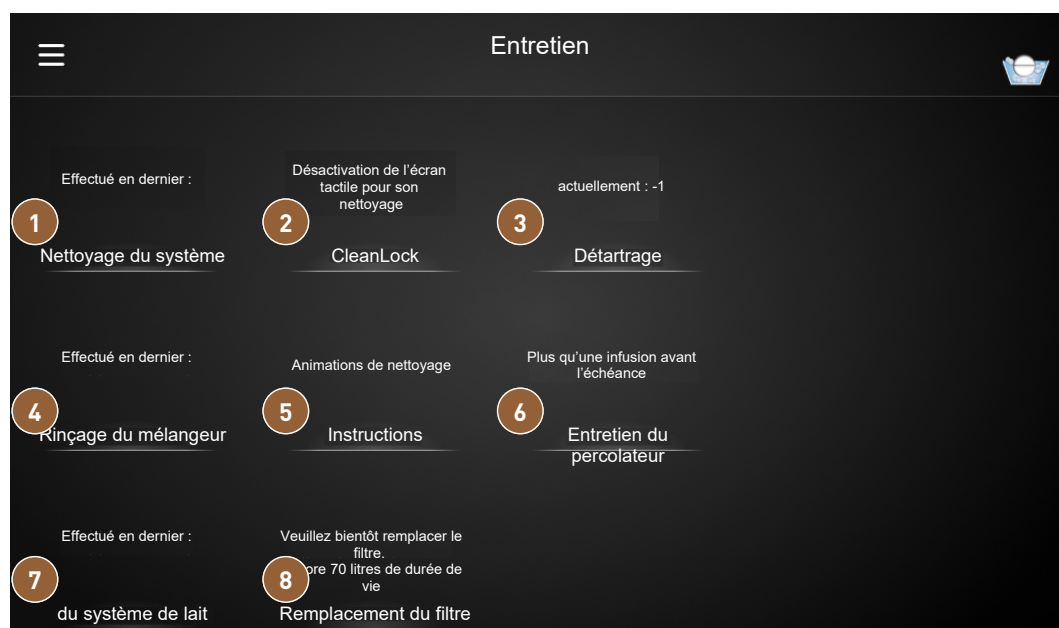 Entretien
Effectué en dernier :
Désactivation de l'écran
tactile pour son
nettoyage
actuellement : -1
1
2
3
Nettoyage du système
CleanLock
Détartrage
Effectué en dernier :
Animations de nettoyage
Plus qu'une infusion avant
l'échéance
4
5
6
Rinçage du mélangeur
Instructions
Entretien du
percolateur
Effectué en dernier :
Veuillez bientôt remplacer le
filtre.
ore 70 litres de durée de
vie
7
8
du système de lait
Remplacement du filtre